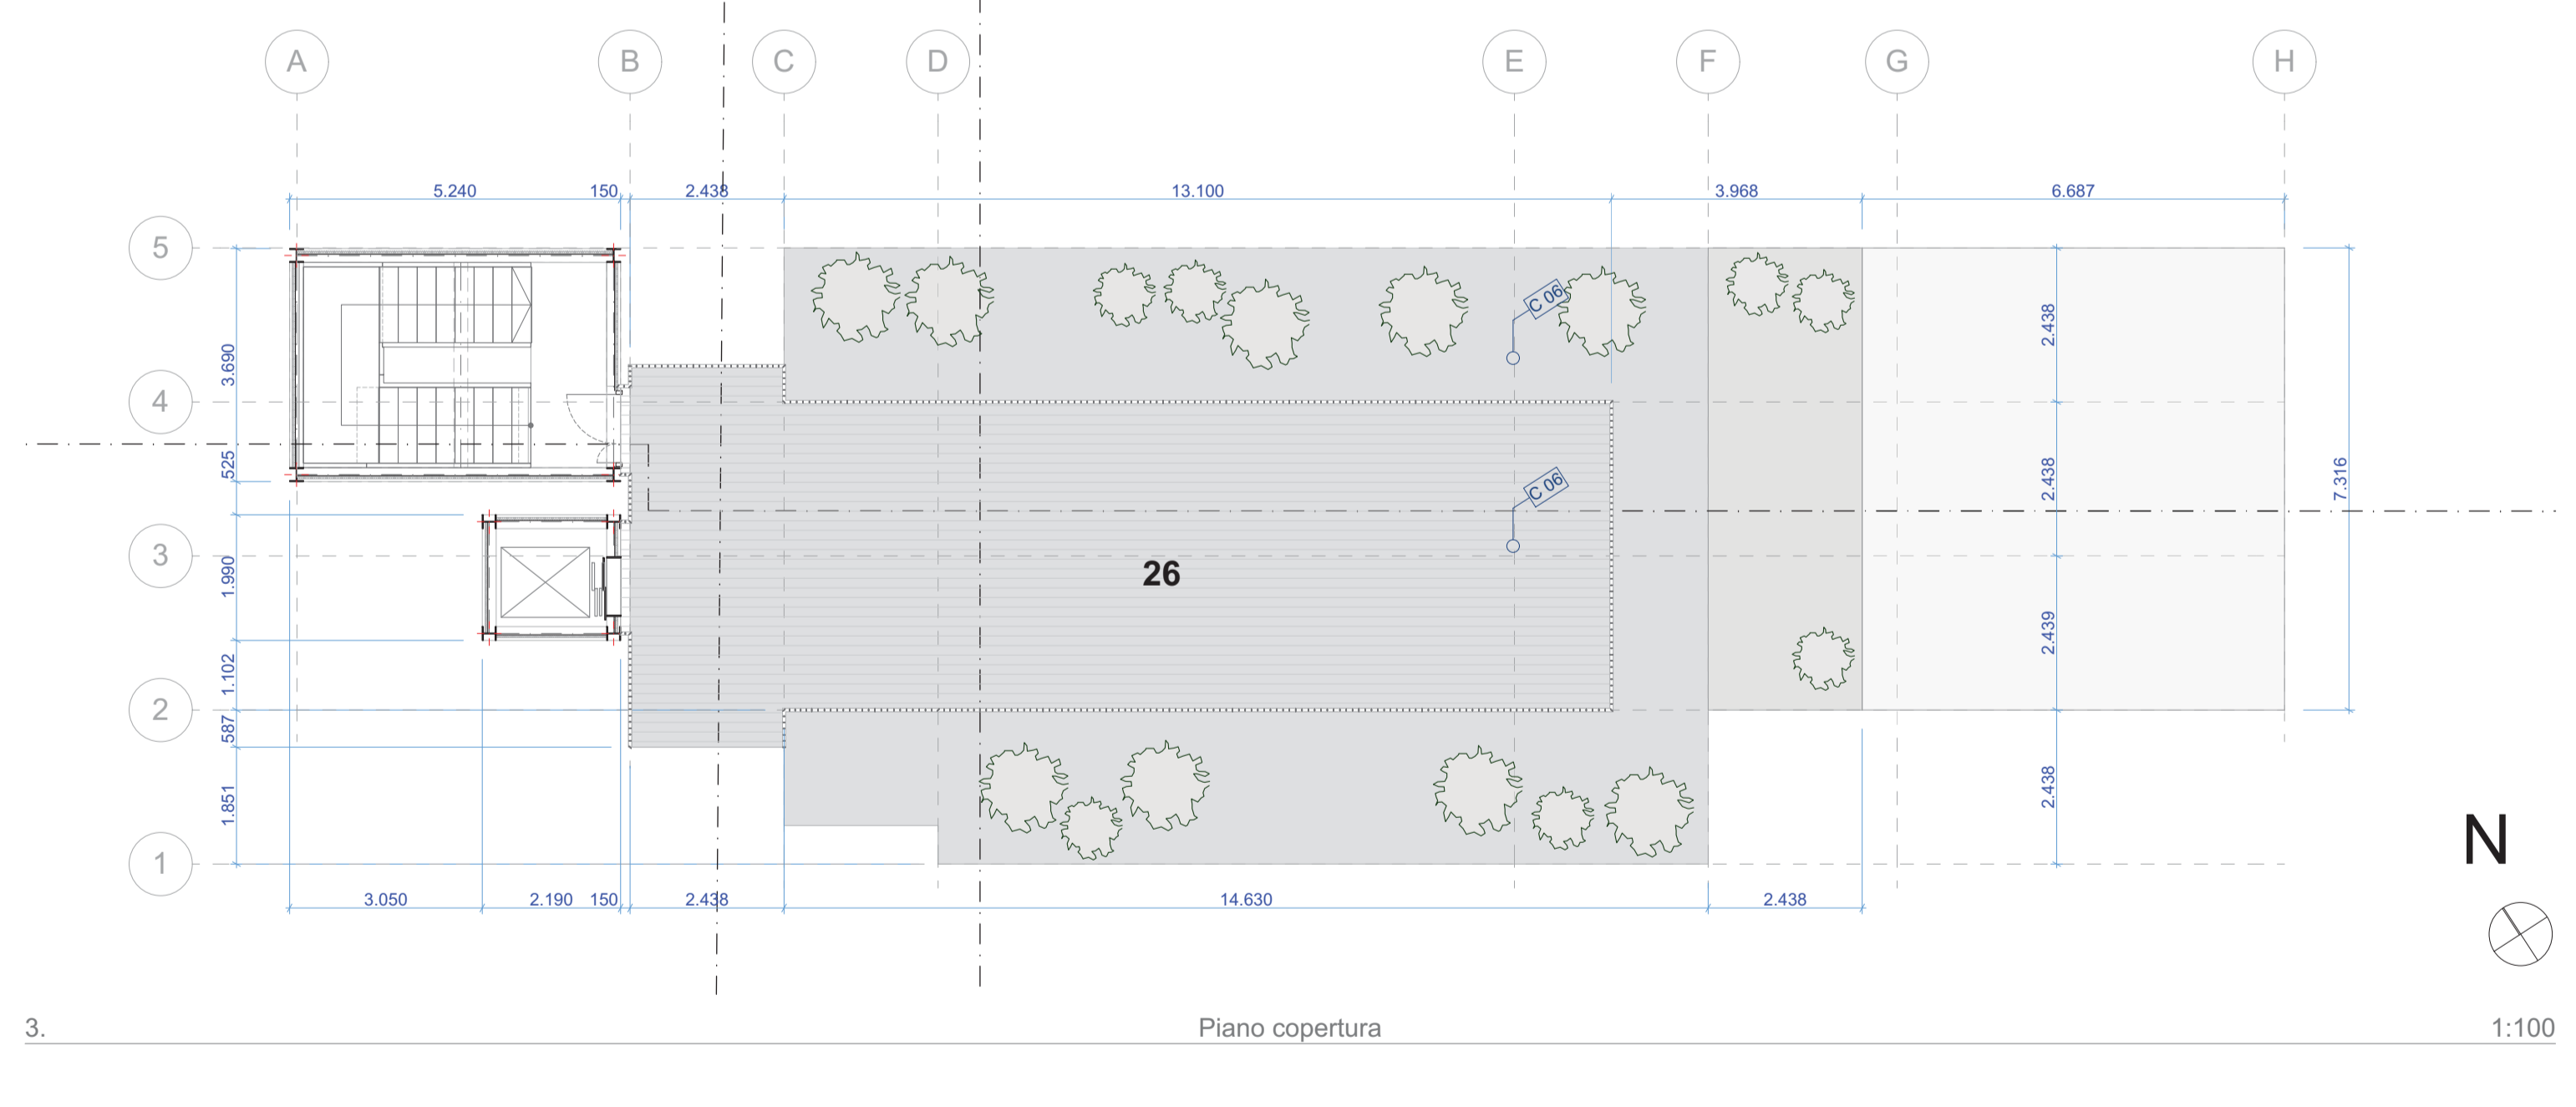 A B C D E F G H
5.240 150 2.438 13.100 3.968 6.687
5
C 06
2.438
3.690
4
525
C 06
2.438
7.316
3
1.990
26
2.439
1.102
2
587
2.438
1.851
N
1
3.050 2.190 150 2.438 14.630 2.438
3. Piano copertura 1:100